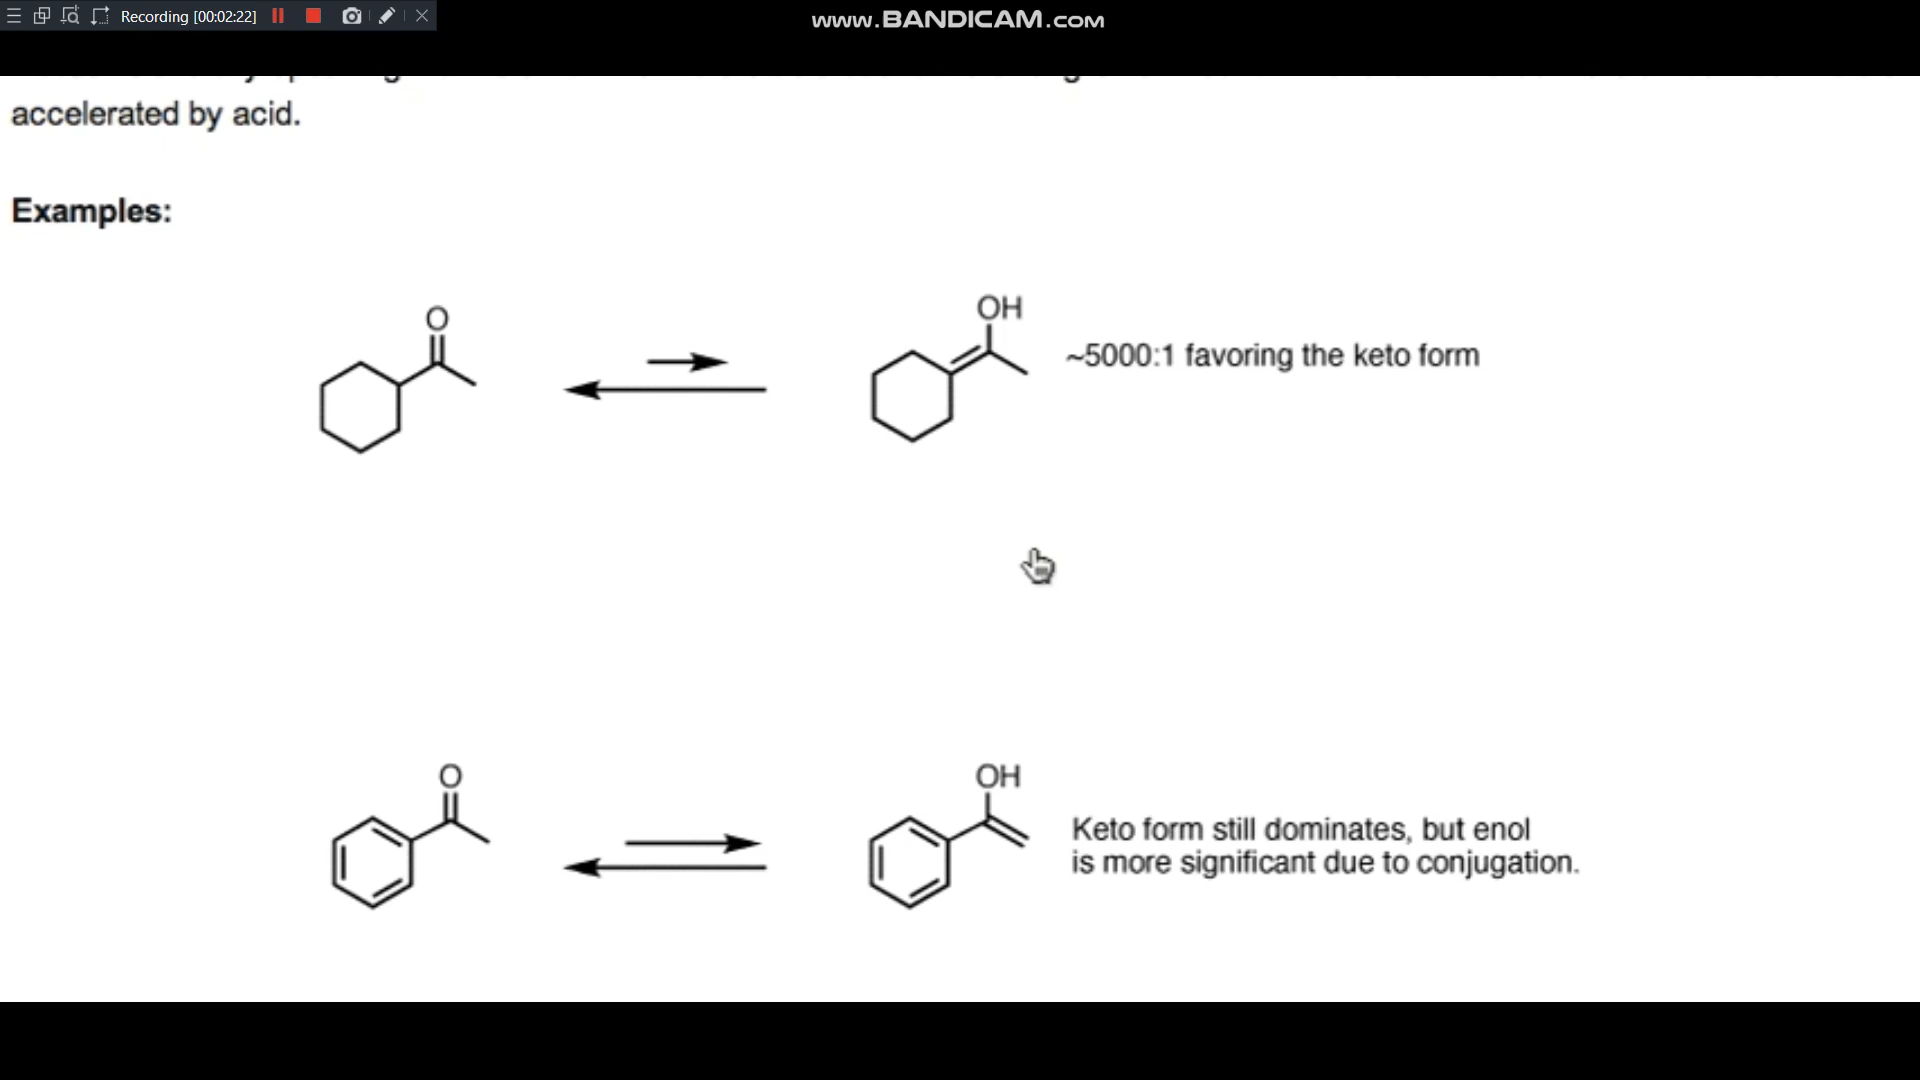 Recording [00:02:22]
www.BANDICAM.com
accelerated by acid.
Examples:
O
OH
~5000:1 favoring the keto form
O
OH
Keto form still dominates, but enol
is more significant due to conjugation.